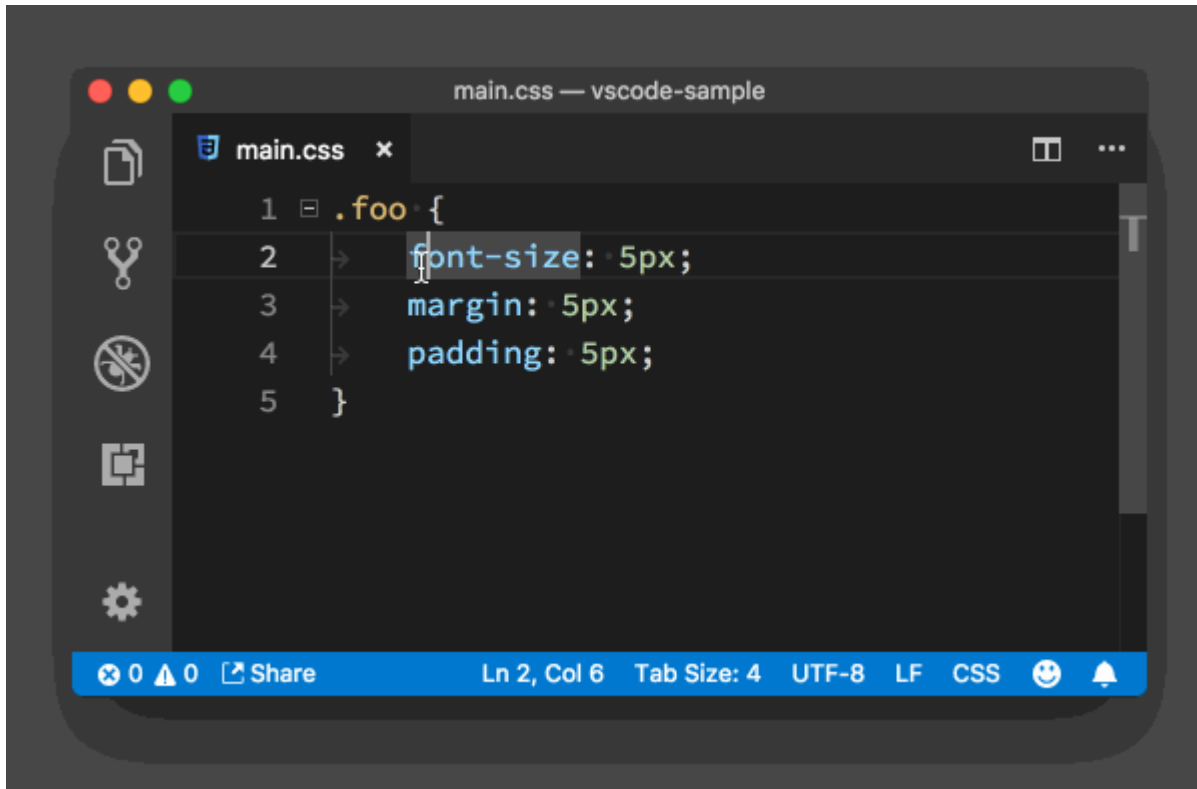 main.css — vscode-sample
main.css ×
1 .foo {
2 font-size: 5px;
3 margin: 5px;
4 padding: 5px;
5 }
0 0 Share Ln 2, Col 6 Tab Size: 4 UTF-8 LF CSS